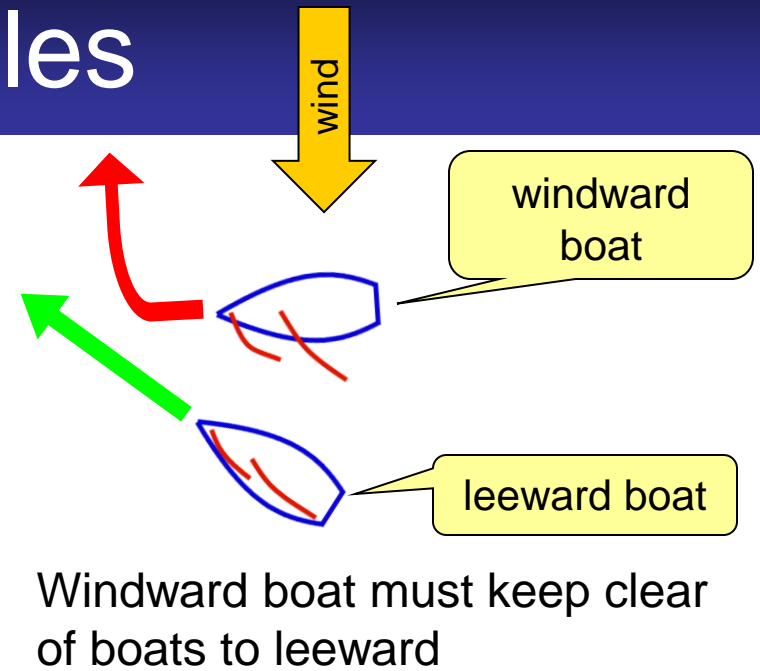 les
wind
windward
boat
leeward boat
Windward boat must keep clear
of boats to leeward